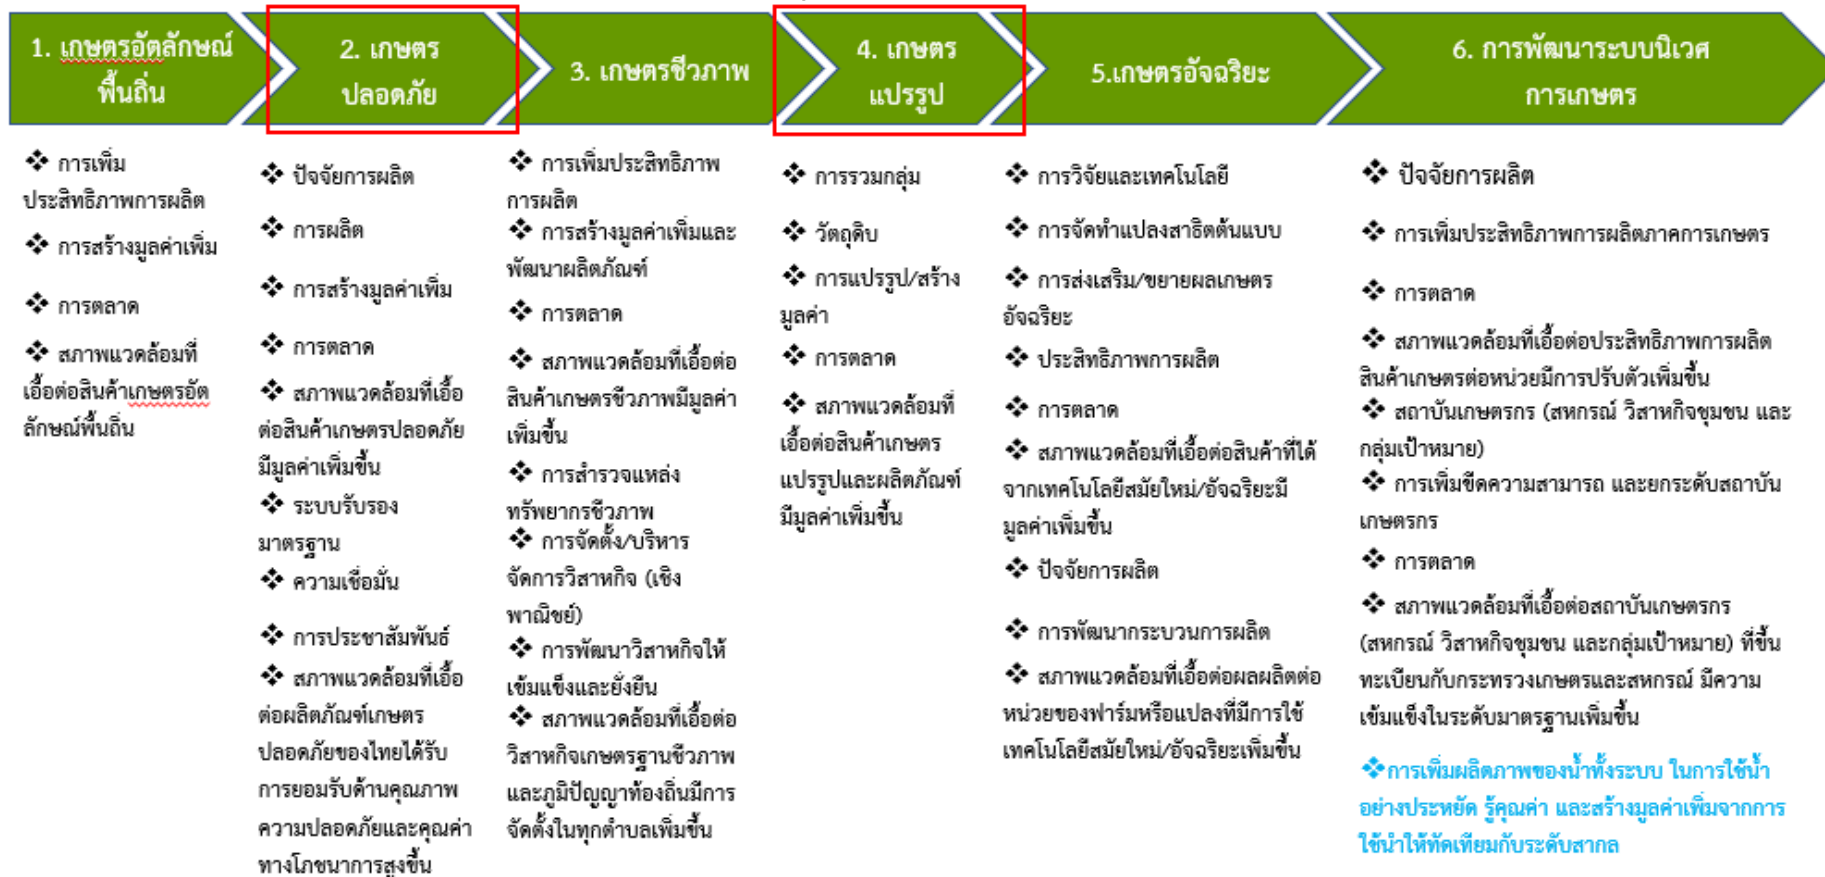 1. เกษตรอัตลักษณ์
พื้นถิ่น
2. เกษตร
ปลอดภัย
3. เกษตรชีวภาพ
4. เกษตร
แปรรูป
5.เกษตรอัจฉริยะ
6. การพัฒนาระบบนิเวศ
การเกษตร
❖ การเพิ่ม
ประสิทธิภาพการผลิต
❖ การสร้างมูลค่าเพิ่ม
❖ การตลาด
❖ สภาพแวดล้อมที่
เอื้อต่อสินค้าเกษตรอัต
ลักษณ์พื้นถิ่น
❖ ปัจจัยการผลิต
❖ การผลิต
❖ การสร้างมูลค่าเพิ่ม
❖ การตลาด
❖ สภาพแวดล้อมที่เอื้อ
ต่อสินค้าเกษตรปลอดภัย
มีมูลค่าเพิ่มขึ้น
❖ ระบบรับรอง
มาตรฐาน
❖ ความเชื่อมั่น
❖ การประชาสัมพันธ์
❖ สภาพแวดล้อมที่เอื้อ
ต่อผลิตภัณฑ์เกษตร
ปลอดภัยของไทยได้รับ
การยอมรับด้านคุณภาพ
ความปลอดภัยและคุณค่า
ทางโภชนาการสูงขึ้น
❖ การเพิ่มประสิทธิภาพ
การผลิต
❖ การสร้างมูลค่าเพิ่มและ
พัฒนาผลิตภัณฑ์
❖ การตลาด
❖ สภาพแวดล้อมที่เอื้อต่อ
สินค้าเกษตรชีวภาพมีมูลค่า
เพิ่มขึ้น
❖ การสำรวจแหล่ง
ทรัพยากรชีวภาพ
❖ การจัดตั้ง/บริหาร
จัดการวิสาหกิจ (เชิง
พาณิชย์)
❖ การพัฒนาวิสาหกิจให้
เข้มแข็งและยั่งยืน
❖ สภาพแวดล้อมที่เอื้อต่อ
วิสาหกิจเกษตรฐานชีวภาพ
และภูมิปัญญาท้องถิ่นมีการ
จัดตั้งในทุกตำบลเพิ่มขึ้น
❖ การรวมกลุ่ม
❖ วัตถุดิบ
❖ การแปรรูป/สร้าง
มูลค่า
❖ การตลาด
❖ สภาพแวดล้อมที่
เอื้อต่อสินค้าเกษตร
แปรรูปและผลิตภัณฑ์
มีมูลค่าเพิ่มขึ้น
❖ การวิจัยและเทคโนโลยี
❖ การจัดทำแปลงสาธิตต้นแบบ
❖ การส่งเสริม/ขยายผลเกษตร
อัจฉริยะ
❖ ประสิทธิภาพการผลิต
❖ การตลาด
❖ สภาพแวดล้อมที่เอื้อต่อสินค้าที่ได้
จากเทคโนโลยีสมัยใหม่/อัจฉริยะมี
มูลค่าเพิ่มขึ้น
❖ ปัจจัยการผลิต
❖ การพัฒนากระบวนการผลิต
❖ สภาพแวดล้อมที่เอื้อต่อผลผลิตต่อ
หน่วยของฟาร์มหรือแปลงที่มีการใช้
เทคโนโลยีสมัยใหม่/อัจฉริยะเพิ่มขึ้น
❖ ปัจจัยการผลิต
❖ การเพิ่มประสิทธิภาพการผลิตภาคการเกษตร
❖ การตลาด
❖ สภาพแวดล้อมที่เอื้อต่อประสิทธิภาพการผลิต
สินค้าเกษตรต่อหน่วยมีการปรับตัวเพิ่มขึ้น
❖ สถาบันเกษตรกร (สหกรณ์ วิสาหกิจชุมชน และ
กลุ่มเป้าหมาย)
❖ การเพิ่มขีดความสามารถ และยกระดับสถาบัน
เกษตรกร
❖ การตลาด
❖ สภาพแวดล้อมที่เอื้อต่อสถาบันเกษตรกร
(สหกรณ์ วิสาหกิจชุมชน และกลุ่มเป้าหมาย) ที่ขึ้น
ทะเบียนกับกระทรวงเกษตรและสหกรณ์ มีความ
เข้มแข็งในระดับมาตรฐานเพิ่มขึ้น
❖การเพิ่มผลิตภาพของน้ำทั้งระบบ ในการใช้น้ำ
อย่างประหยัด รู้คุณค่า และสร้างมูลค่าเพิ่มจากการ
ใช้น้ำให้ทัดเทียมกับระดับสากล